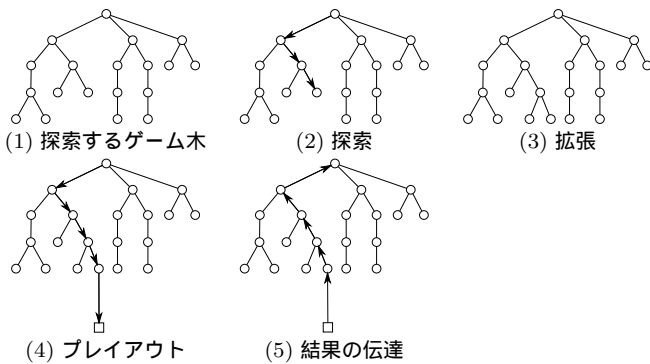 (1) 探索するゲーム木
(2) 探索
(3) 拡張
(4) プレイアウト
(5) 結果の伝達